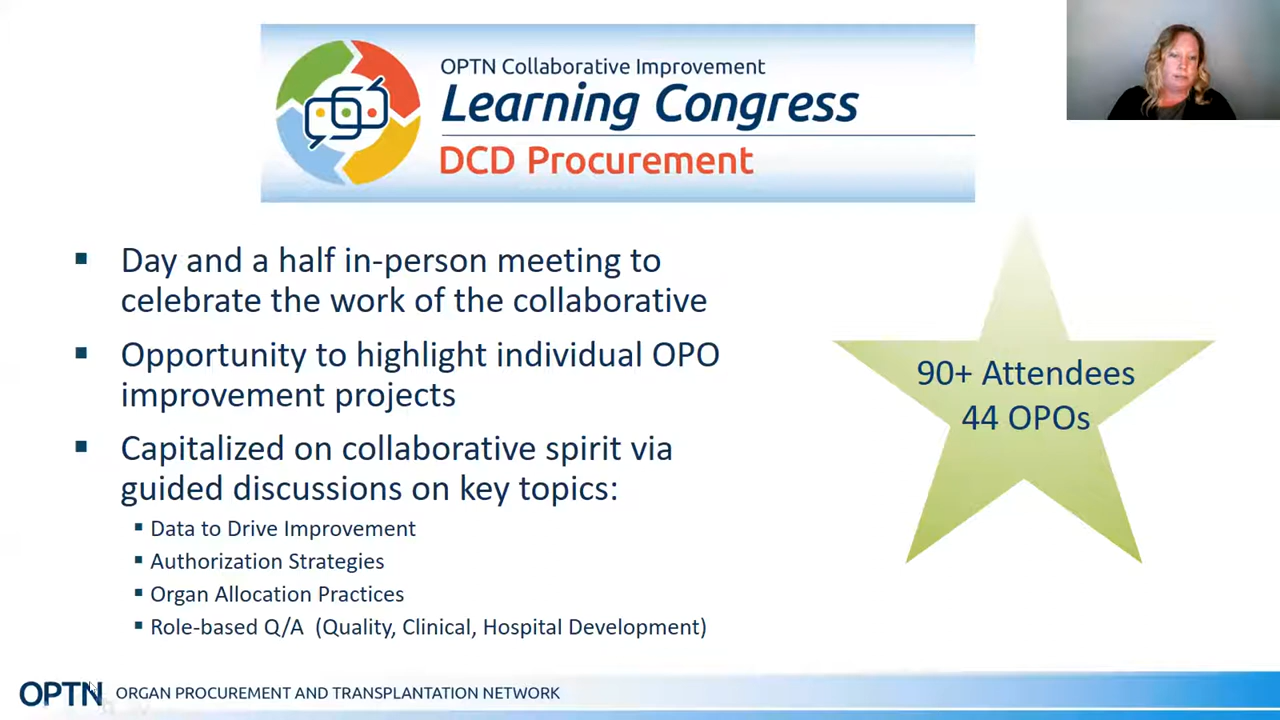 OPTN Collaborative Improvement
Learning Congress
DCD Procurement
▪ Day and a half in-person meeting to
celebrate the work of the collaborative
▪ Opportunity to highlight individual OPO
improvement projects
▪ Capitalized on collaborative spirit via
guided discussions on key topics:
▪ Data to Drive Improvement
▪ Authorization Strategies
▪ Organ Allocation Practices
▪ Role-based Q/A (Quality, Clinical, Hospital Development)
90+ Attendees
44 OPOs
OPTN ORGAN PROCUREMENT AND TRANSPLANTATION NETWORK